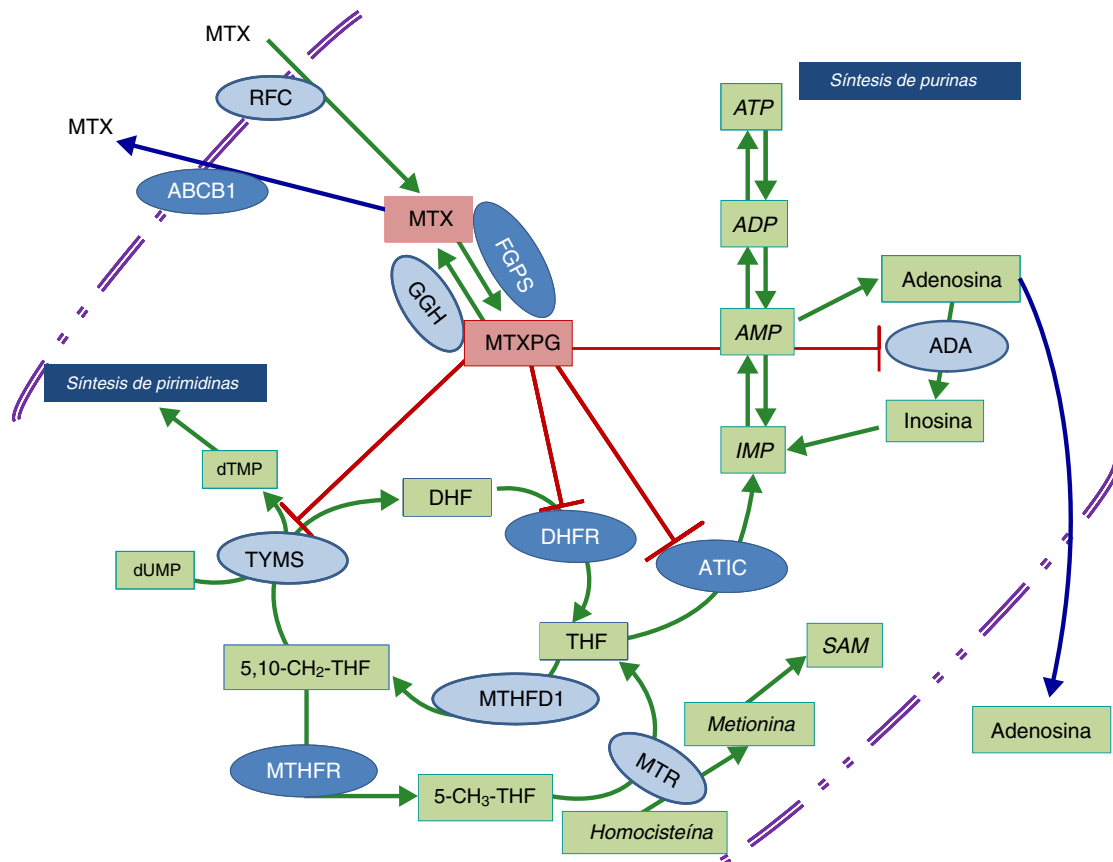 MTX
RFC
MTX
ABCB1
MTX
FGPS
GGH
MTXPG
Síntesis de purinas
ATP
ADP
AMP
Adenosina
ADA
Inosina
IMP
Síntesis de pirimidinas
dTMP
DHF
TYMS
dUMP
DHFR
ATIC
THF
5,10-CH₂-THF
MTHFD1
SAM
Metionina
Adenosina
MTHFR
5-CH₃-THF
MTR
Homocisteína